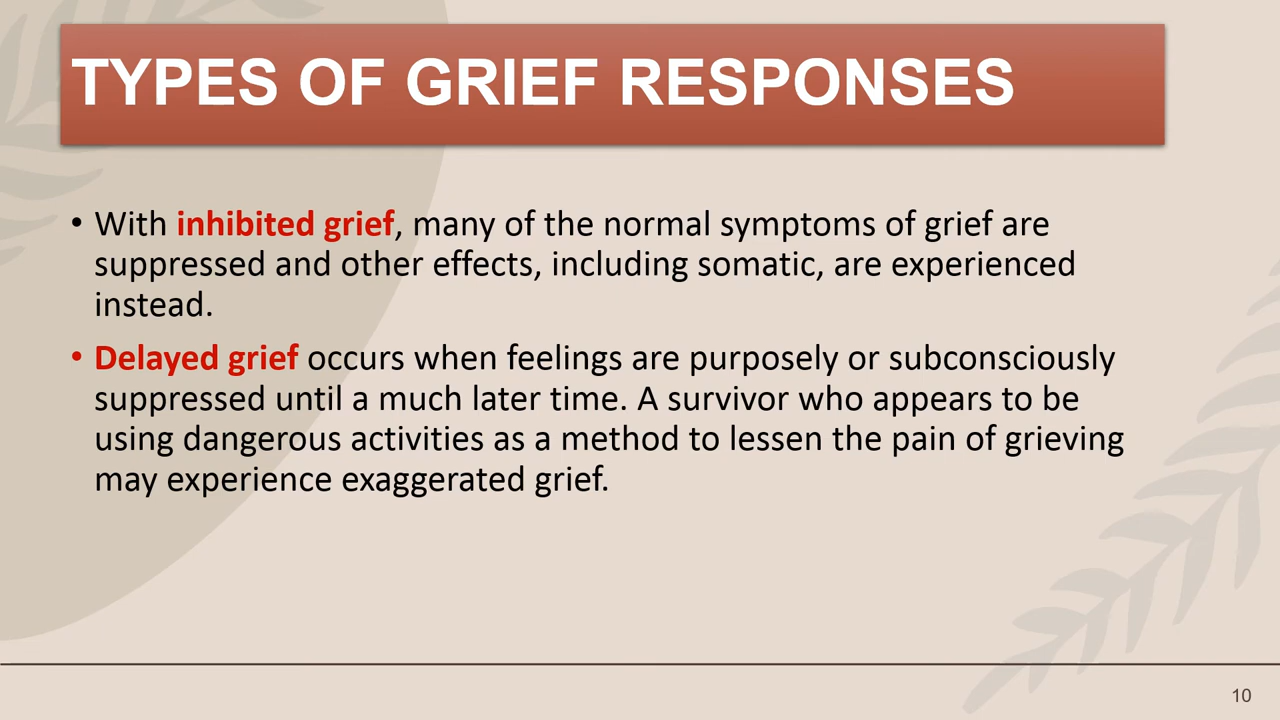 TYPES OF GRIEF RESPONSES
• With inhibited grief, many of the normal symptoms of grief are
suppressed and other effects, including somatic, are experienced
instead.
• Delayed grief occurs when feelings are purposely or subconsciously
suppressed until a much later time. A survivor who appears to be
using dangerous activities as a method to lessen the pain of grieving
may experience exaggerated grief.
10